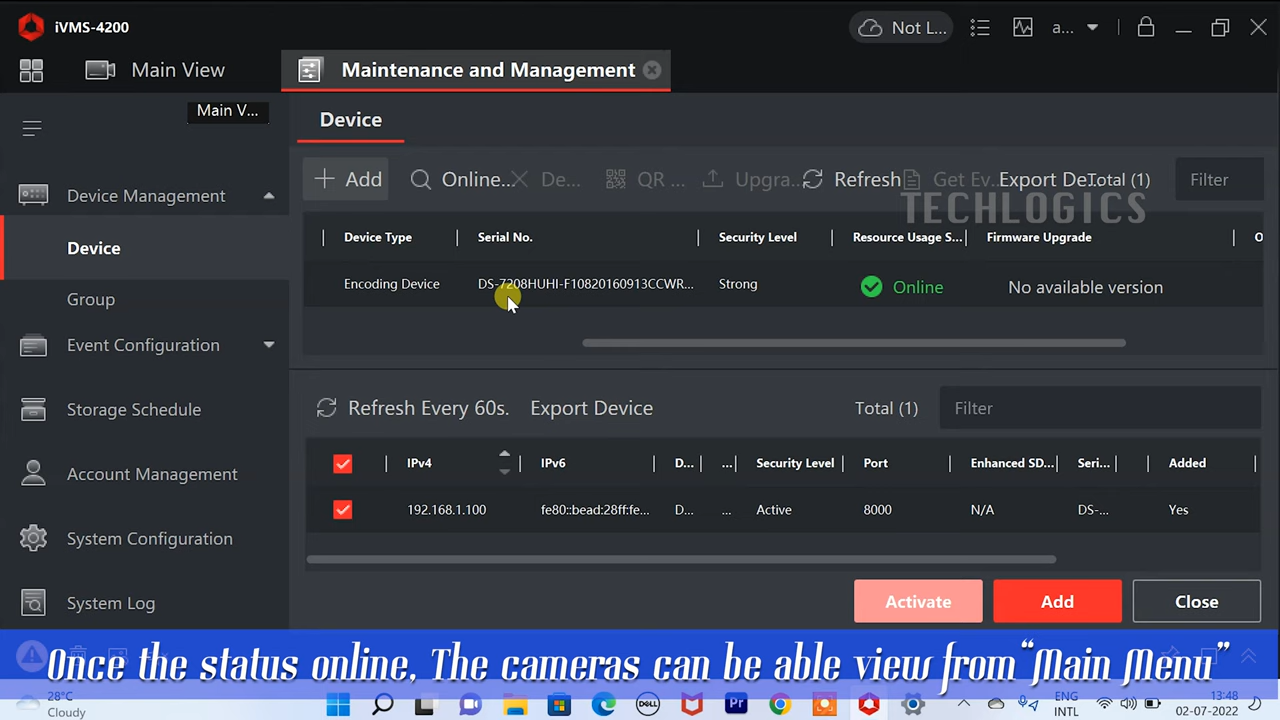 iVMS-4200
Not L...
a...
Main View
Maintenance and Management
Main V...
Device
Add
Online...
De...
QR ...
Upgra...
Refresh
Get Ev...
Export De...
Total (1)
Filter
TECHLOGICS
Device Management
Device
Group
Event Configuration
Storage Schedule
Account Management
System Configuration
System Log
Device Type
Serial No.
Security Level
Resource Usage S...
Firmware Upgrade
O
Encoding Device
DS-7208HUHI-F10820160913CCWR...
Strong
Online
No available version
Refresh Every 60s.
Export Device
Total (1)
Filter
IPv4
IPv6
D...
...
Security Level
Port
Enhanced SD...
Seri...
Added
192.168.1.100
fe80::bead:28ff:fe...
D...
...
Active
8000
N/A
DS-...
Yes
Activate
Add
Close
Once the status online, The cameras can be able view from "Main Menu"
28°C
Cloudy
DELL
Pr
ENG
INTL
13:48
02-07-2022